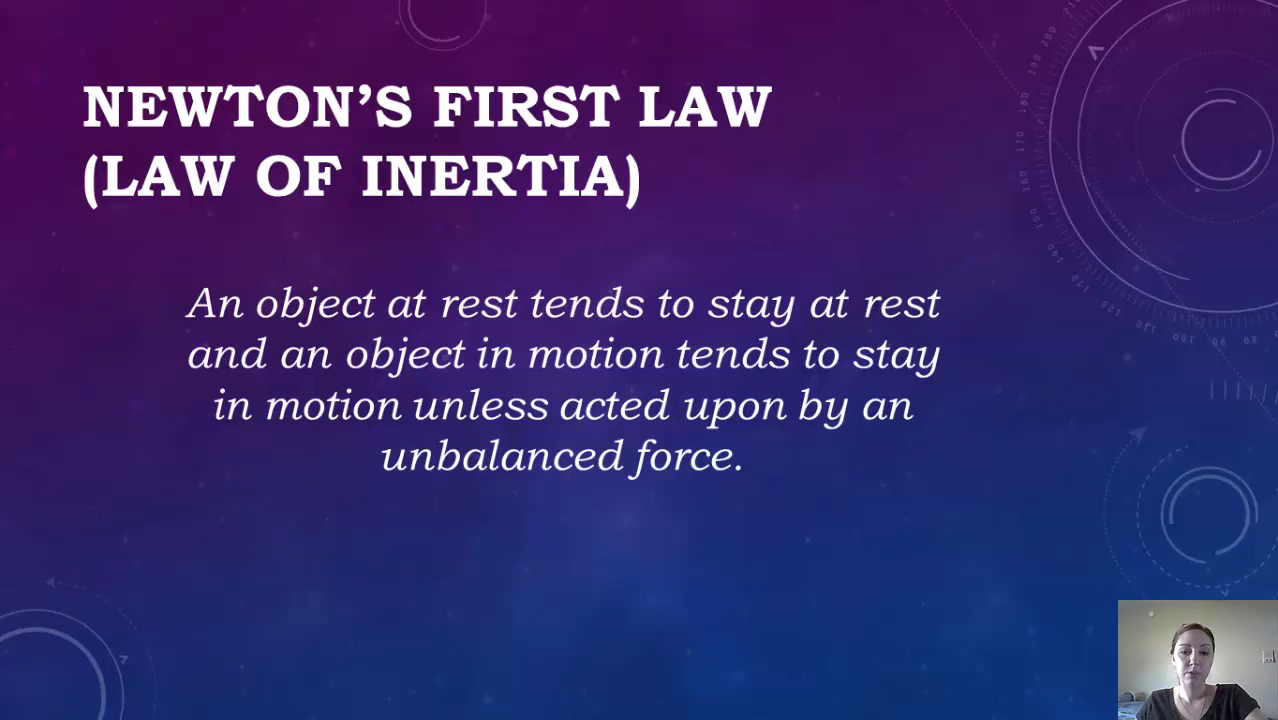 NEWTON’S FIRST LAW
(LAW OF INERTIA)
An object at rest tends to stay at rest
and an object in motion tends to stay
in motion unless acted upon by an
unbalanced force.